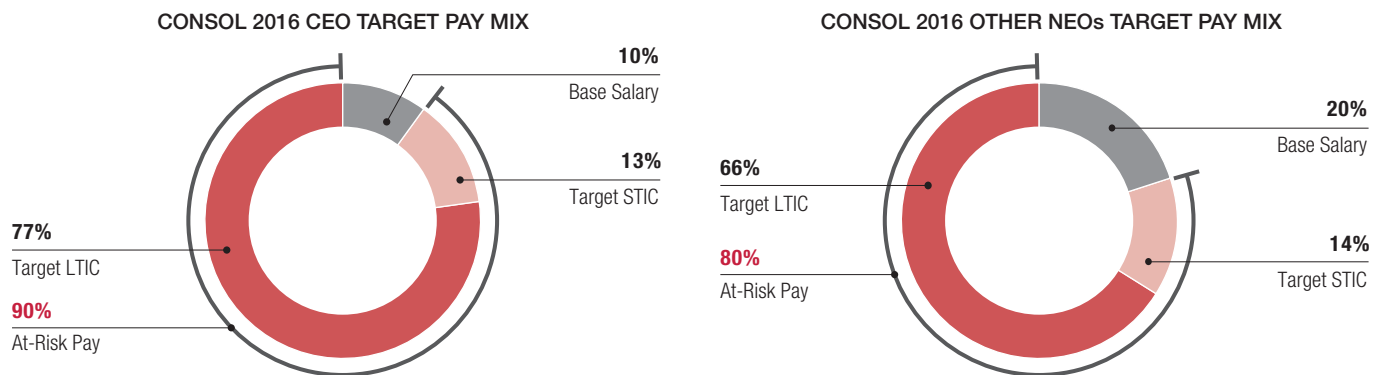 CONSOL 2016 CEO TARGET PAY MIX
10%
Base Salary
13%
Target STIC
77%
Target LTIC
90%
At-Risk Pay
CONSOL 2016 OTHER NEOs TARGET PAY MIX
20%
Base Salary
66%
Target LTIC
80%
At-Risk Pay
14%
Target STIC